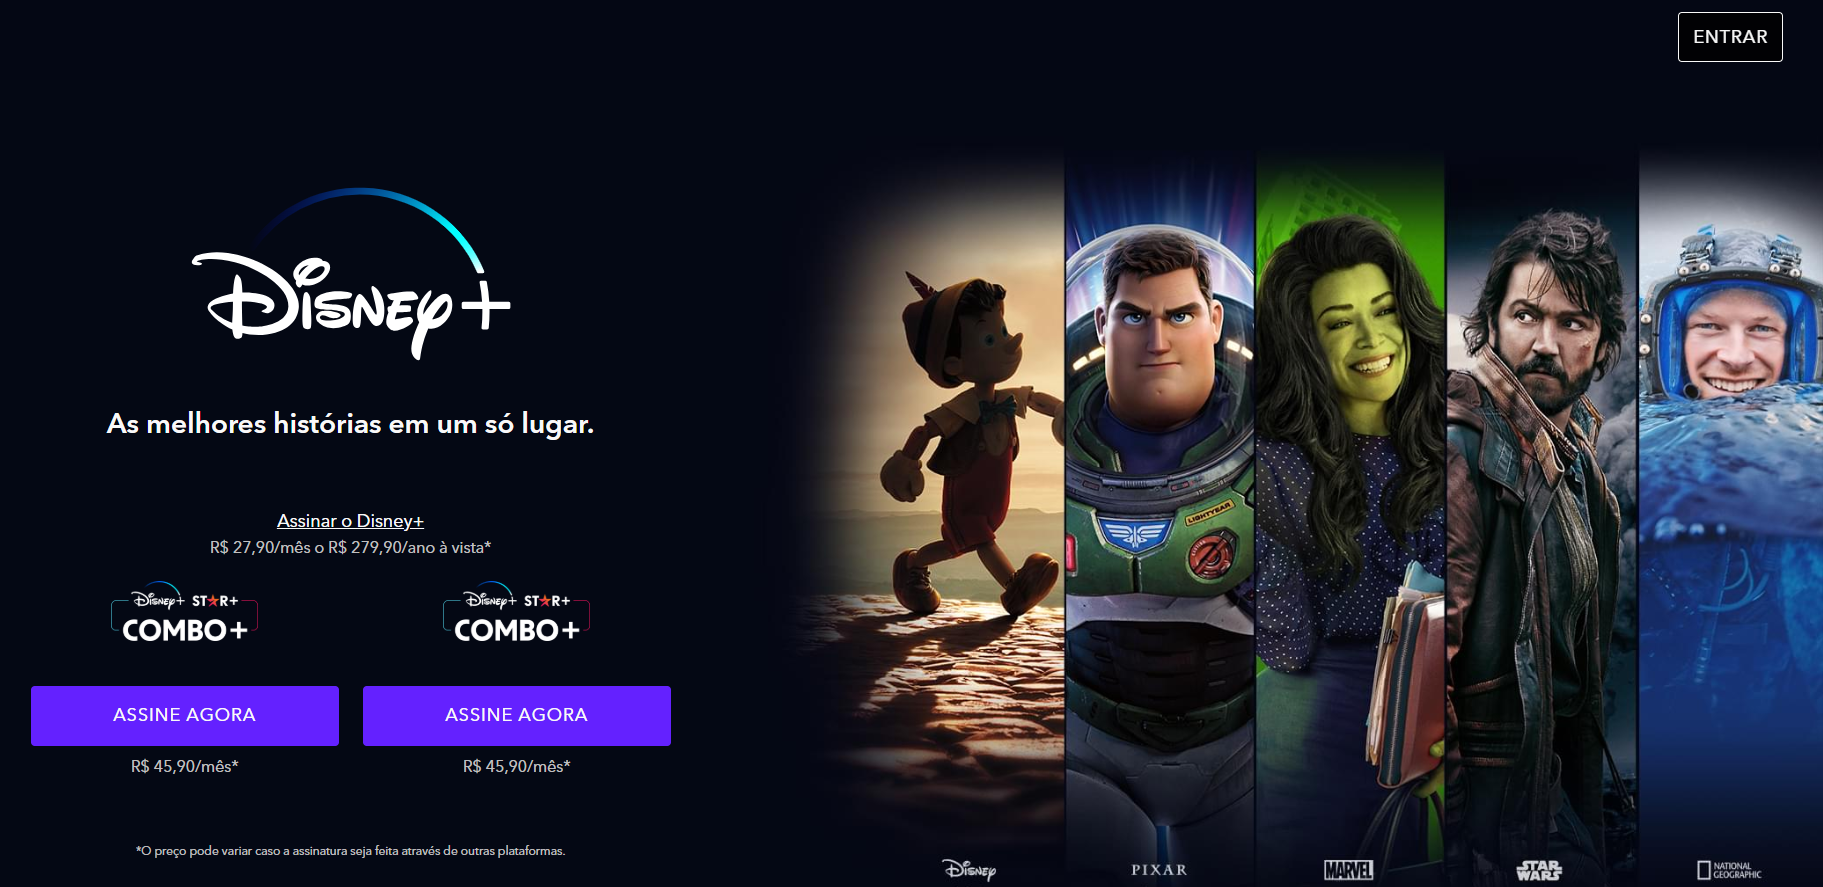 ENTRAR
Disney+
As melhores histórias em um só lugar.
Assinar o Disney+
R$ 27,90/mês o R$ 279,90/ano à vista*
Disney+ STAR+
COMBO+
Disney+ STAR+
COMBO+
ASSINE AGORA
ASSINE AGORA
R$ 45,90/mês*
R$ 45,90/mês*
*O preço pode variar caso a assinatura seja feita através de outras plataformas.
LIGHTYEAR
Disney
PIXAR
MARVEL
STAR
WARS
NATIONAL
GEOGRAPHIC